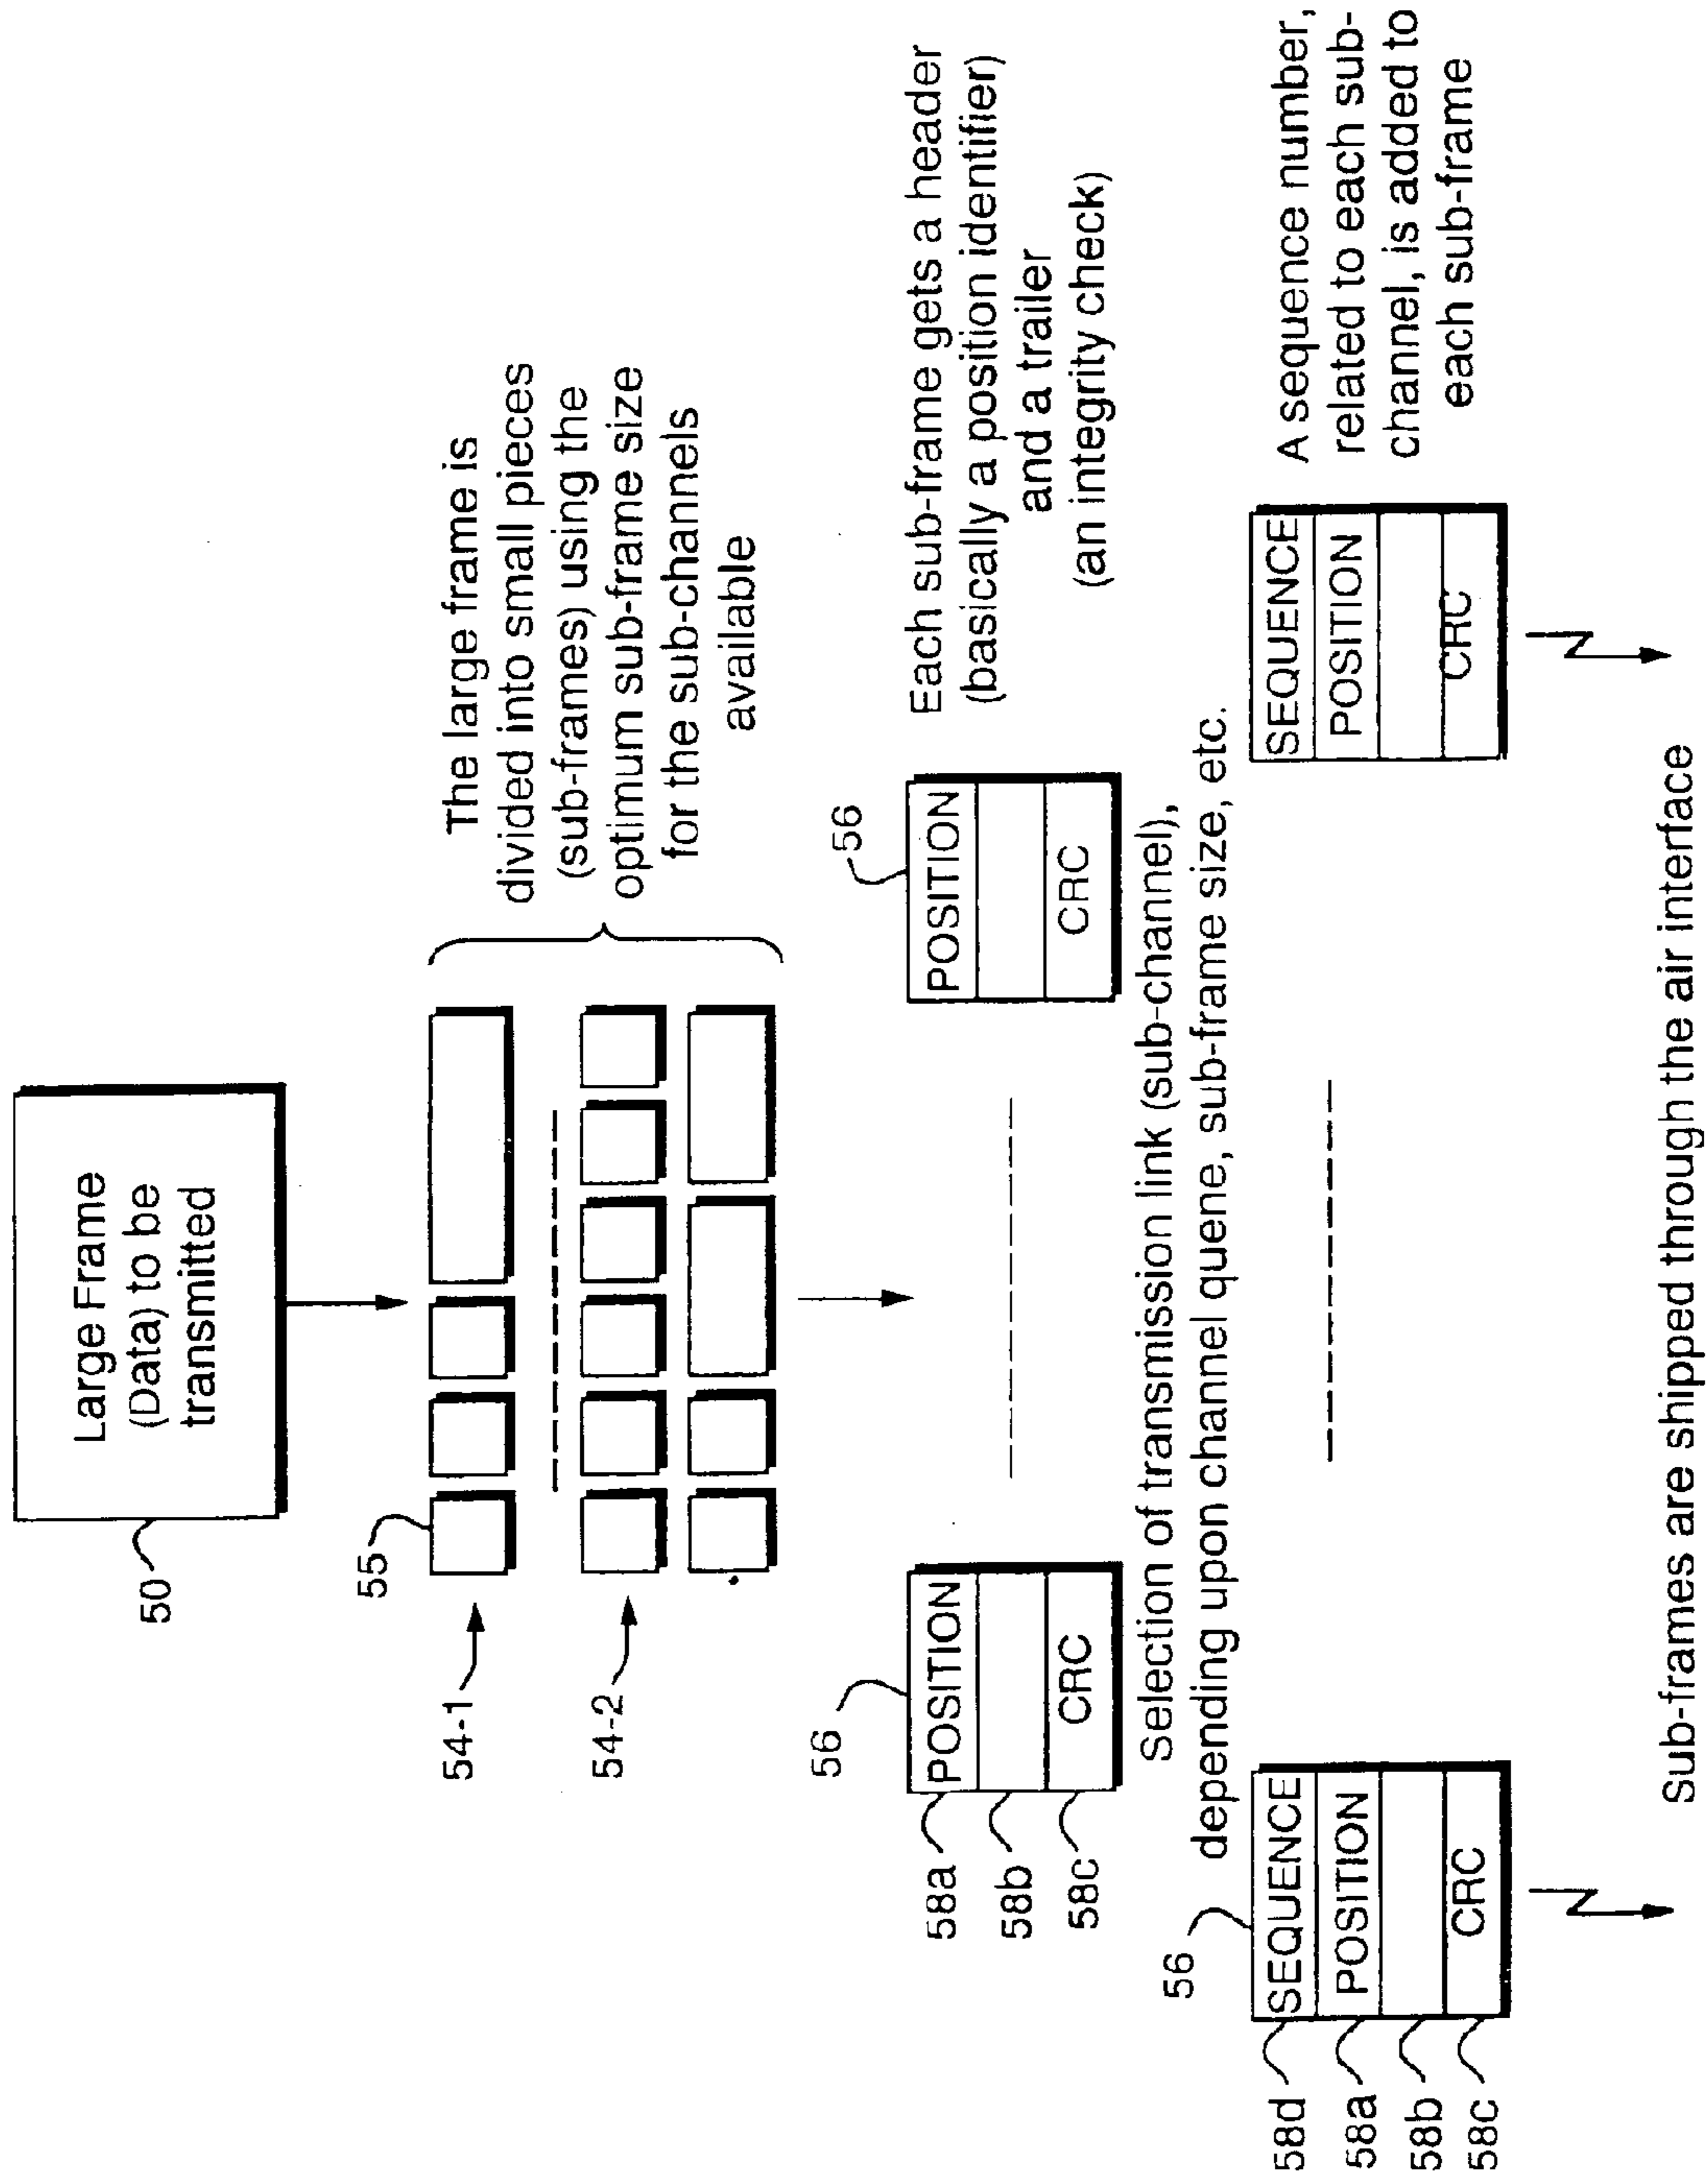 Large Frame
(Data) to be
transmitted
50
55
54-1
54-2
The large frame is
divided into small pieces
(sub-frames) using the
optimum sub-frame size
for the sub-channels
available
56
POSITION
CRC
58a
58b
58c
56
POSITION
CRC
Each sub-frame gets a header
(basically a position identifier)
and a trailer
(an integrity check)
Selection of transmission link (sub-channel),
depending upon channel quene, sub-frame size, etc.
56
SEQUENCE
POSITION
CRC
58d
58a
58b
58c
SEQUENCE
POSITION
CRC
A sequence number,
related to each sub-
channel, is added to
each sub-frame
Sub-frames are shipped through the air interface